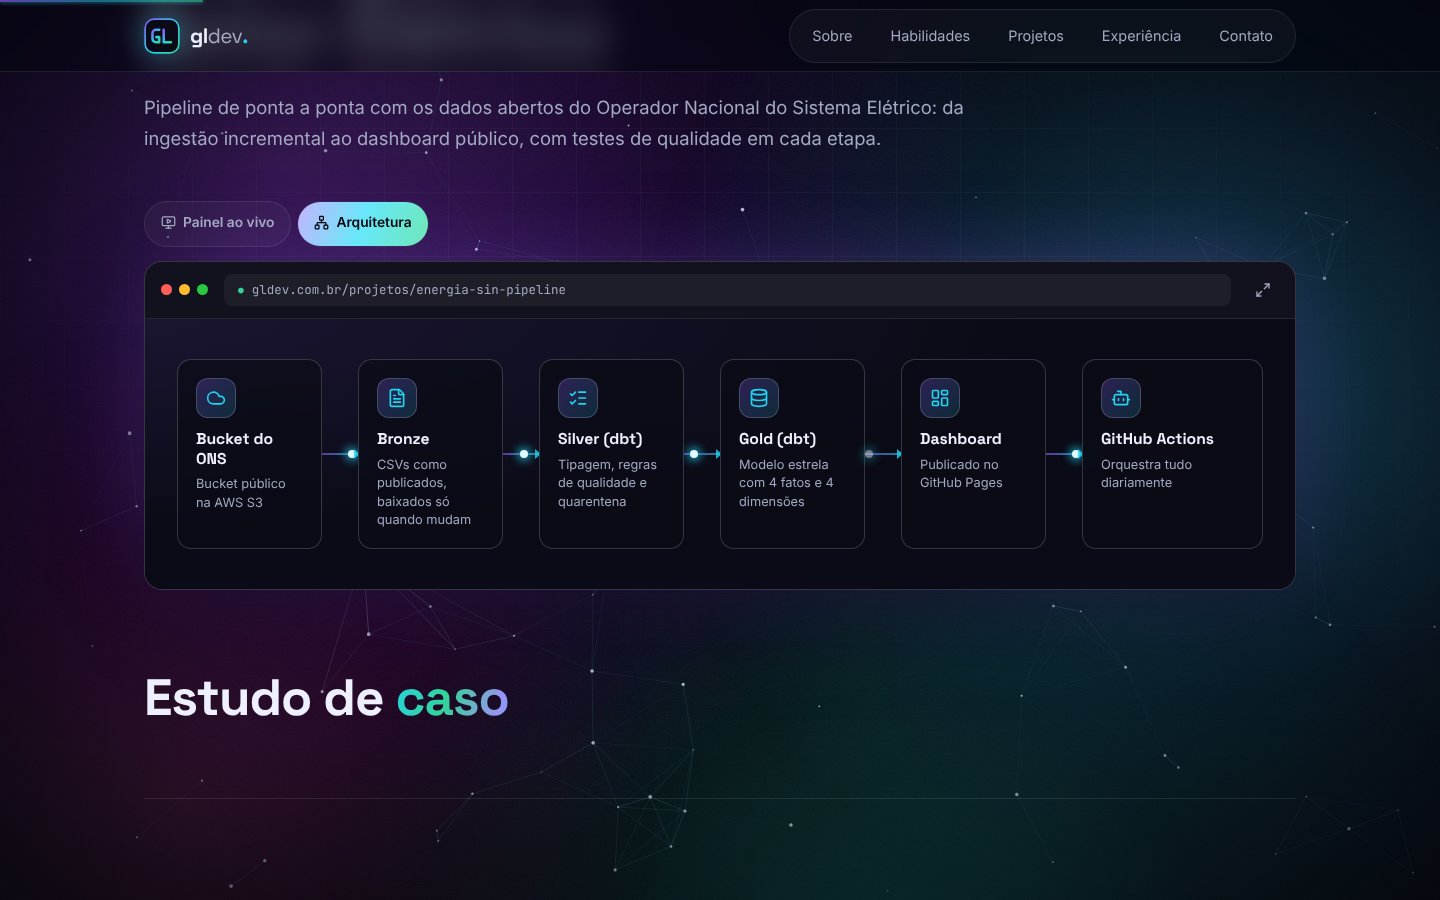 GL gldev.
Sobre Habilidades Projetos Experiência Contato
Pipeline de ponta a ponta com os dados abertos do Operador Nacional do Sistema Elétrico: da
ingestão incremental ao dashboard público, com testes de qualidade em cada etapa.
Painel ao vivo Arquitetura
gldev.com.br/projetos/energia-sin-pipeline
Bucket do
ONS
Bucket público
na AWS S3
Bronze
CSVs como
publicados,
baixados só
quando mudam
Silver (dbt)
Tipagem, regras
de qualidade e
quarentena
Gold (dbt)
Modelo estrela
com 4 fatos e 4
dimensões
Dashboard
Publicado no
GitHub Pages
GitHub Actions
Orquestra tudo
diariamente
Estudo de caso